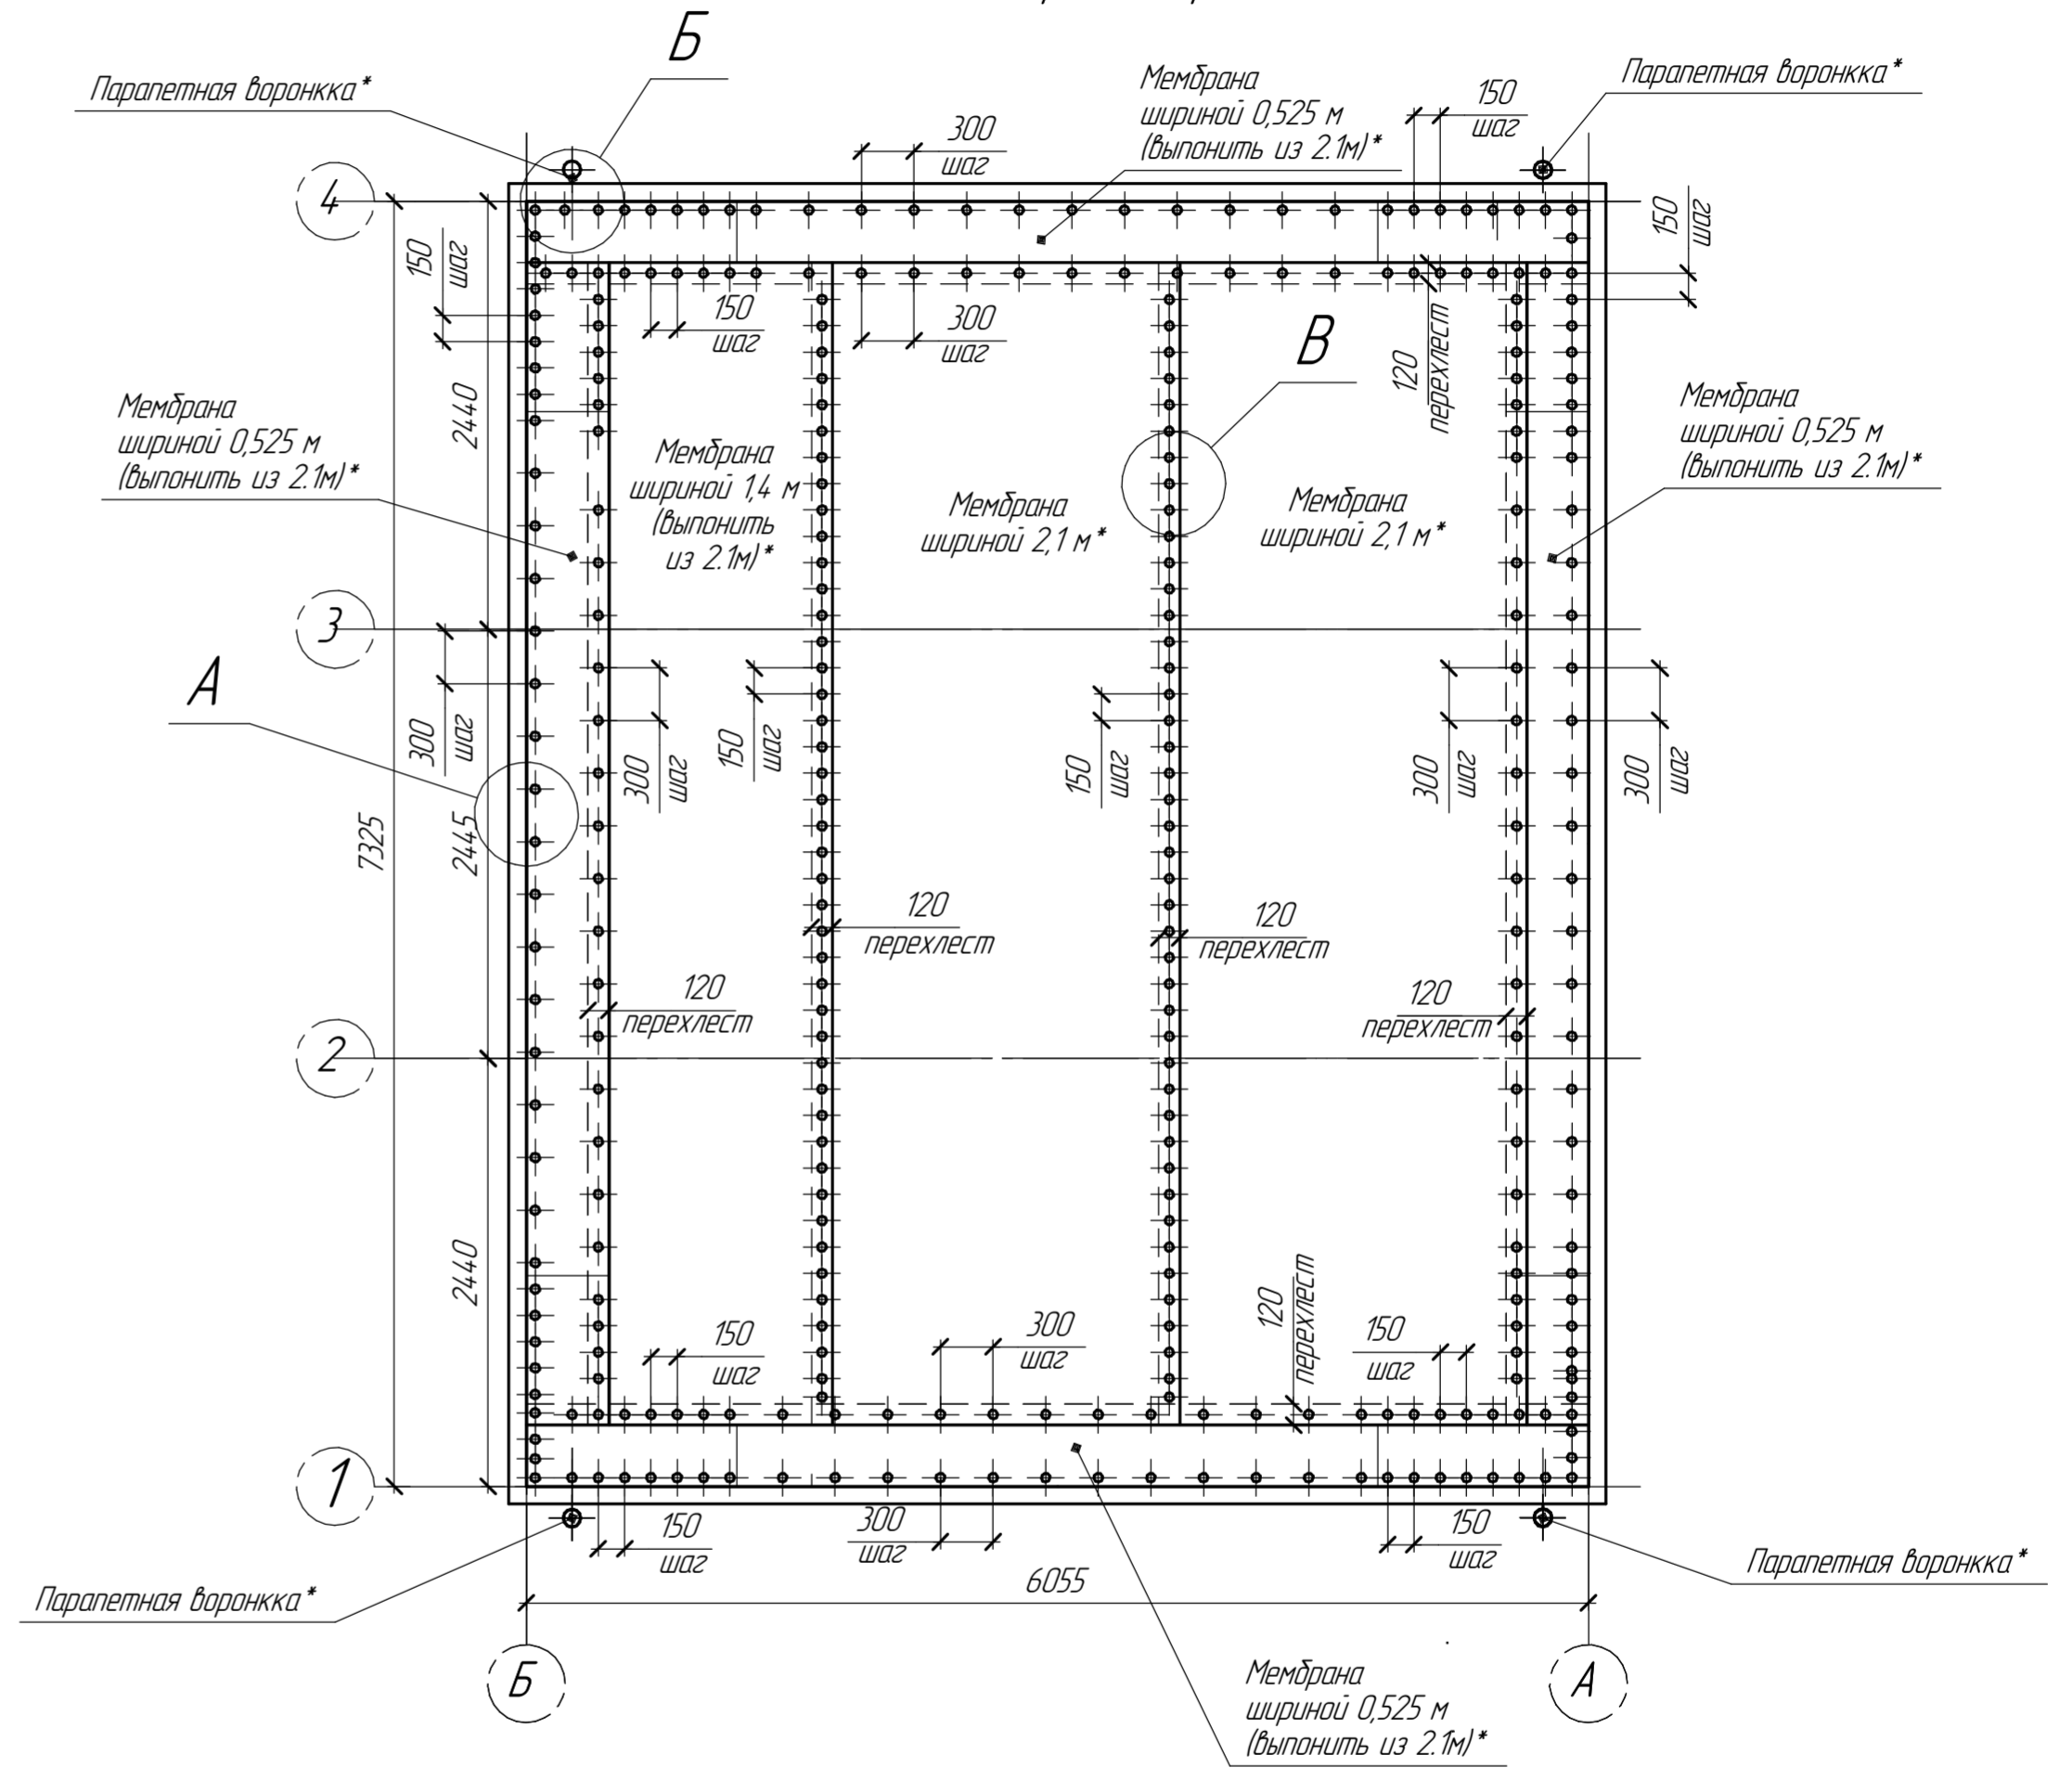 Б
Парапетная воронкка*
Мембрана
шириной 0,525 м
(выпонить из 2.1м)*
150
шаг
Парапетная воронкка*
300
шаг
4
150
шаг
150
шаг
150
шаг
300
шаг
В
120
перехлест
2440
Мембрана
шириной 0,525 м
(выпонить из 2.1м)*
Мембрана
шириной 1,4 м
(выпонить
из 2.1м)*
Мембрана
шириной 2,1 м*
Мембрана
шириной 2,1 м*
Мембрана
шириной 0,525 м
(выпонить из 2.1м)*
3
А
300
шаг
300
шаг
150
шаг
150
шаг
300
шаг
300
шаг
7325
2445
120
перехлест
120
перехлест
120
перехлест
120
перехлест
2
2440
150
шаг
300
шаг
120
перехлест
150
шаг
1
150
шаг
300
шаг
150
шаг
Парапетная воронкка*
6055
Парапетная воронкка*
Б
А
Мембрана
шириной 0,525 м
(выпонить из 2.1м)*